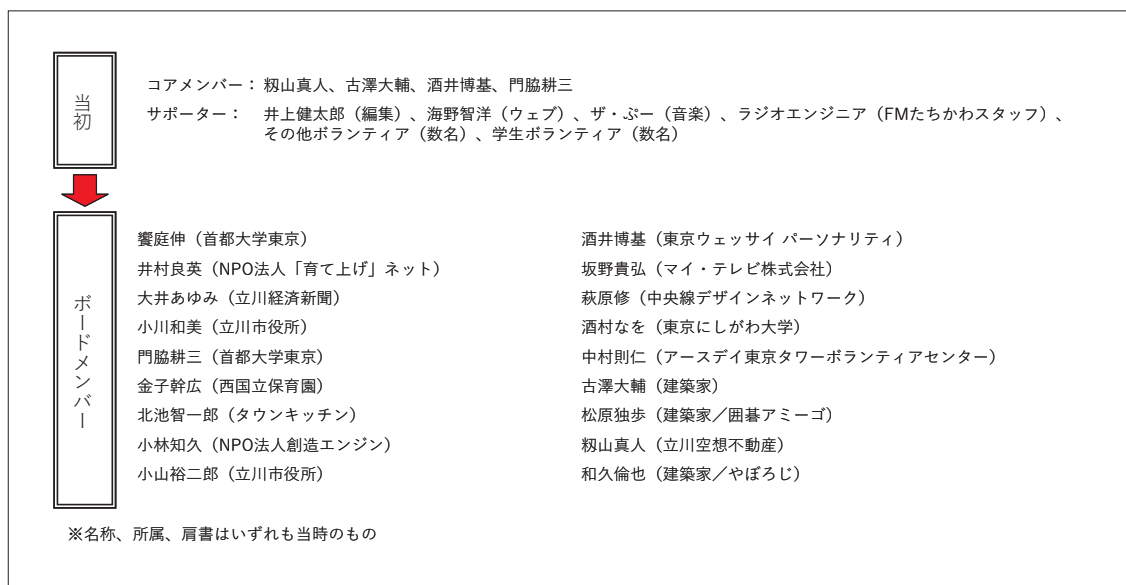 当初
コアメンバー： 籾山真人、古澤大輔、酒井博基、門脇耕三
サポーター： 井上健太郎（編集）、海野智洋（ウェブ）、ザ・ぷー（音楽）、ラジオエンジニア（FMたちかわスタッフ）、
その他ボランティア（数名）、学生ボランティア（数名）
ボードメンバー
饗庭伸（首都大学東京）
井村良英（NPO法人「育て上げ」ネット）
大井あゆみ（立川経済新聞）
小川和美（立川市役所）
門脇耕三（首都大学東京）
金子幹広（西国立保育園）
北池智一郎（タウンキッチン）
小林知久（NPO法人創造エンジン）
小山裕二郎（立川市役所）
酒井博基（東京ウェッサイ パーソナリティ）
坂野貴弘（マイ・テレビ株式会社）
萩原修（中央線デザインネットワーク）
酒村なを（東京にしがわ大学）
中村則仁（アースデイ東京タワーボランティアセンター）
古澤大輔（建築家）
松原独歩（建築家／囲碁アミーゴ）
籾山真人（立川空想不動産）
和久倫也（建築家／やぼろじ）
※名称、所属、肩書はいずれも当時のもの